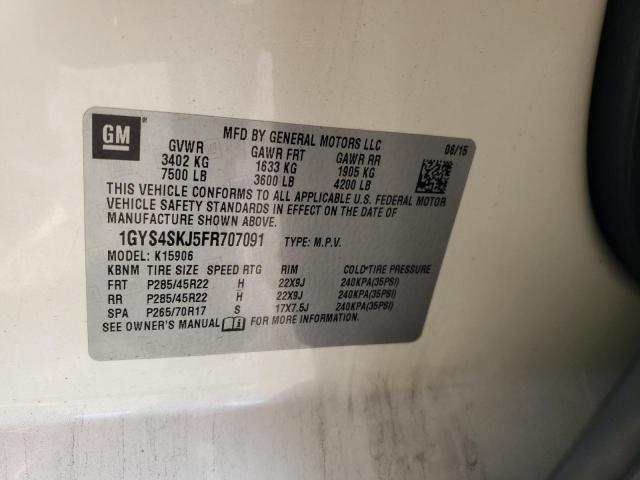 GM
MFD BY GENERAL MOTORS LLC 06/15
GVWR GAWR FRT GAWR RR
3402 KG 1633 KG 1905 KG
7500 LB 3600 LB 4200 LB
THIS VEHICLE CONFORMS TO ALL APPLICABLE U.S. FEDERAL MOTOR
VEHICLE SAFETY STANDARDS IN EFFECT ON THE DATE OF
MANUFACTURE SHOWN ABOVE.
1GYS4SKJ5FR707091 TYPE: M.P.V.
MODEL: K15906
KBNM TIRE SIZE SPEED RTG RIM COLD TIRE PRESSURE
FRT P285/45R22 H 22X9J 240KPA(35PSI)
RR P285/45R22 H 22X9J 240KPA(35PSI)
SPA P265/70R17 S 17X7.5J 240KPA(35PSI)
SEE OWNER'S MANUAL FOR MORE INFORMATION.